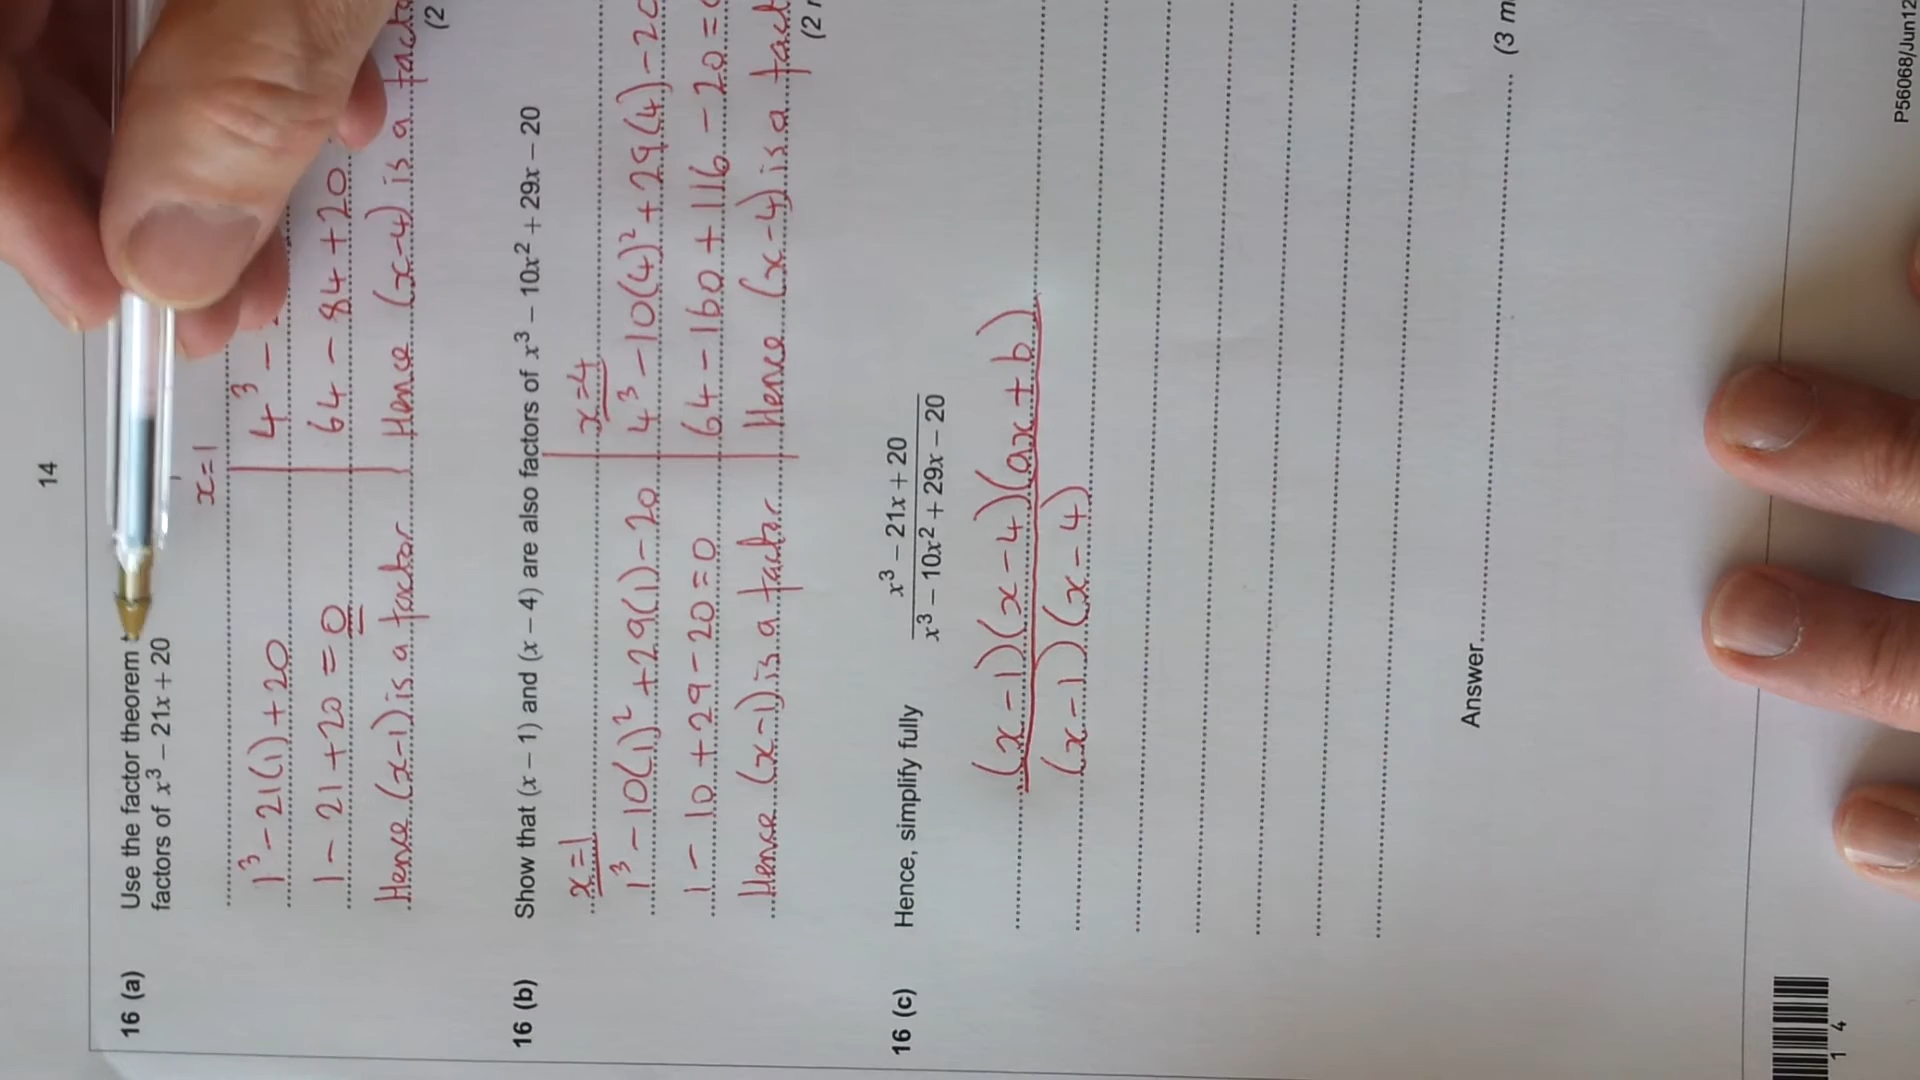 14
16 (a) Use the factor theorem
factors of x³ − 21x + 20
x=1
1³ − 21(1) + 20
4³ −
1 − 21 + 20 = 0
64 − 84 + 20
Hence (x−1) is a factor
Hence (x−4) is a
(2
16 (b) Show that (x − 1) and (x − 4) are also factors of x³ − 10x² + 29x − 20
x=1
x=4
1³ − 10(1)² + 29(1) − 20
4³ − 10(4)² + 29(4) − 20
1 − 10 + 29 − 20 = 0
64 − 160 + 116 − 20 =
Hence (x−1) is a factor
Hence (x−4) is a
(2
16 (c) Hence, simplify fully
x³ − 21x + 20
x³ − 10x² + 29x − 20
(x−1)(x−4)(ax+b)
(x−1)(x−4)
Answer
(3
1 4
P56068/Jun12